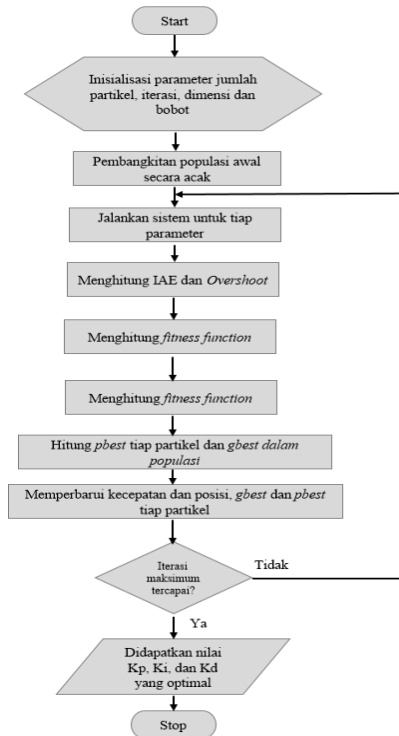 Start
Inisialisasi parameter jumlah
partikel, iterasi, dimensi dan
bobot
Pembangkitan populasi awal
secara acak
Jalankan sistem untuk tiap
parameter
Menghitung IAE dan Overshoot
Menghitung fitness function
Menghitung fitness function
Hitung pbest tiap partikel dan gbest dalam
populasi
Memperbarui kecepatan dan posisi, gbest dan pbest
tiap partikel
Iterasi
maksimum
tercapai?
Tidak
Ya
Didapatkan nilai
Kp, Ki, dan Kd
yang optimal
Stop